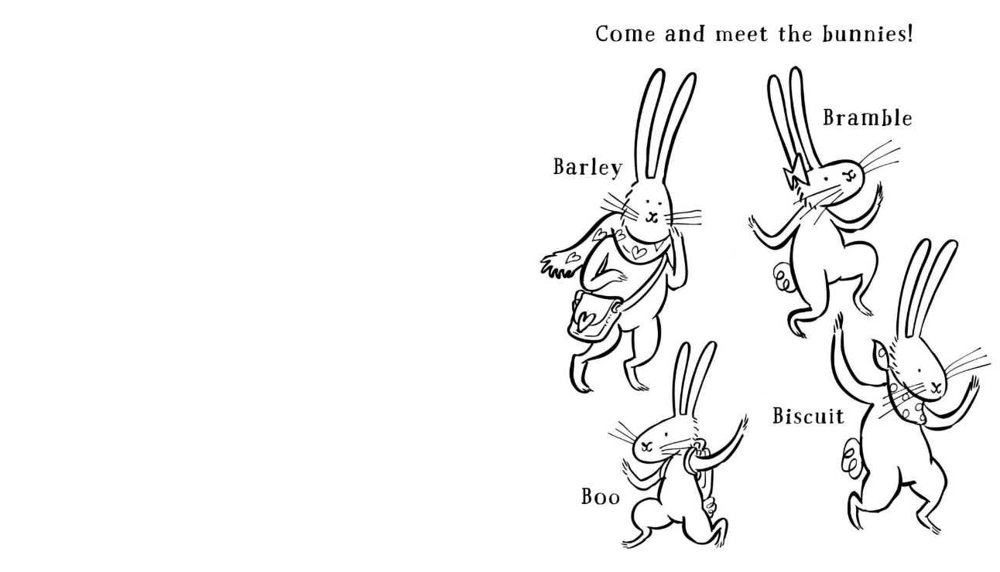 Come and meet the bunnies!
Bramble
Barley
Biscuit
Boo